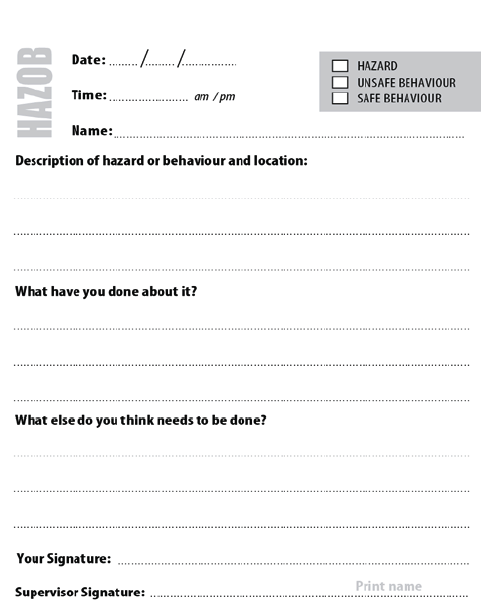 HAZOB
Date: ........ /........ /................
Time: ...................... am / pm
Name: ..........................................................................................
HAZARD
UNSAFE BEHAVIOUR
SAFE BEHAVIOUR
Description of hazard or behaviour and location:
What have you done about it?
What else do you think needs to be done?
Your Signature:
Print name
Supervisor Signature: